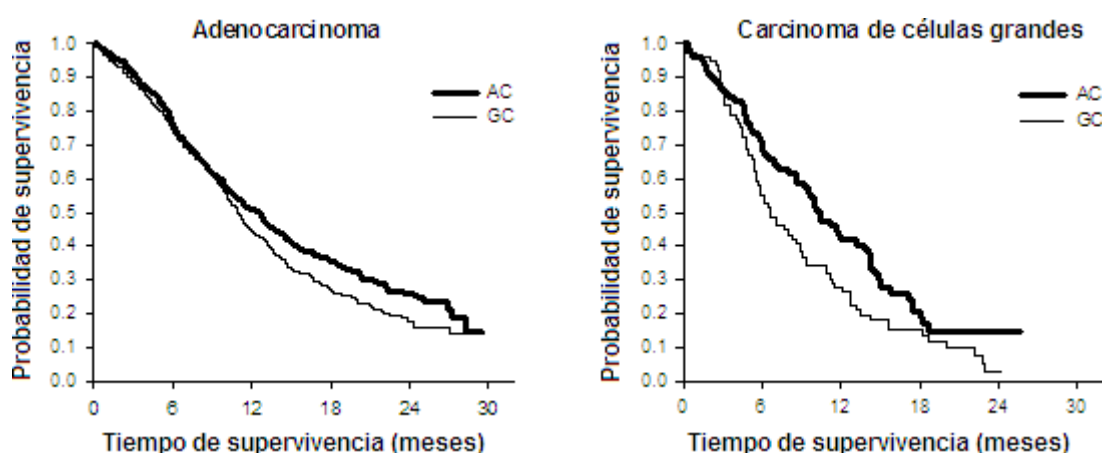 Adenocarcinoma
Probabilidad de supervivencia
1.0
0.9
0.8
0.7
0.6
0.5
0.4
0.3
0.2
0.1
0.0
AC
GC
0 6 12 18 24 30
Tiempo de supervivencia (meses)
Carcinoma de células grandes
Probabilidad de supervivencia
1.0
0.9
0.8
0.7
0.6
0.5
0.4
0.3
0.2
0.1
0.0
AC
GC
0 6 12 18 24 30
Tiempo de supervivencia (meses)